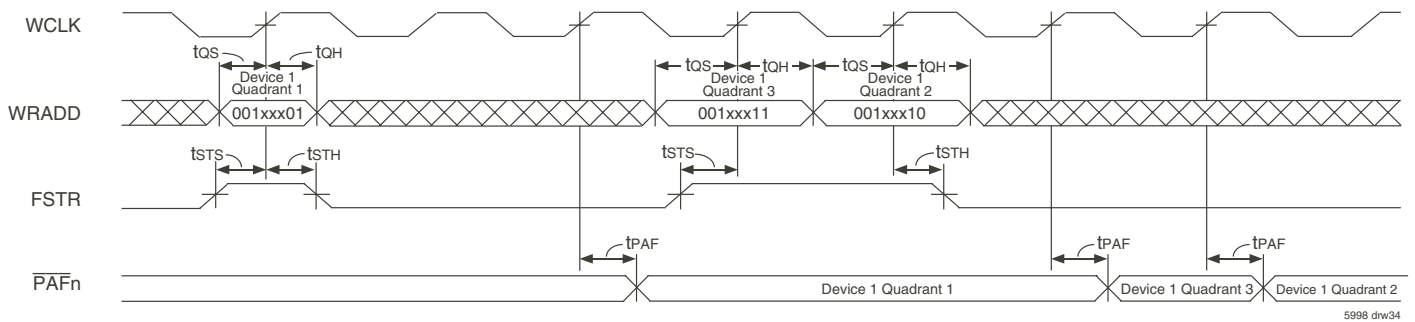 WCLK
tQS
tQH
tQS
tQH
tQS
tQH
Device 1
Quadrant 1
Device 1
Quadrant 3
Device 1
Quadrant 2
WRADD
001xxx01
001xxx11
001xxx10
tSTS
tSTH
tSTS
tSTH
FSTR
tPAF
tPAF
tPAF
PAFn
Device 1 Quadrant 1
Device 1 Quadrant 3
Device 1 Quadrant 2
5998 drw34